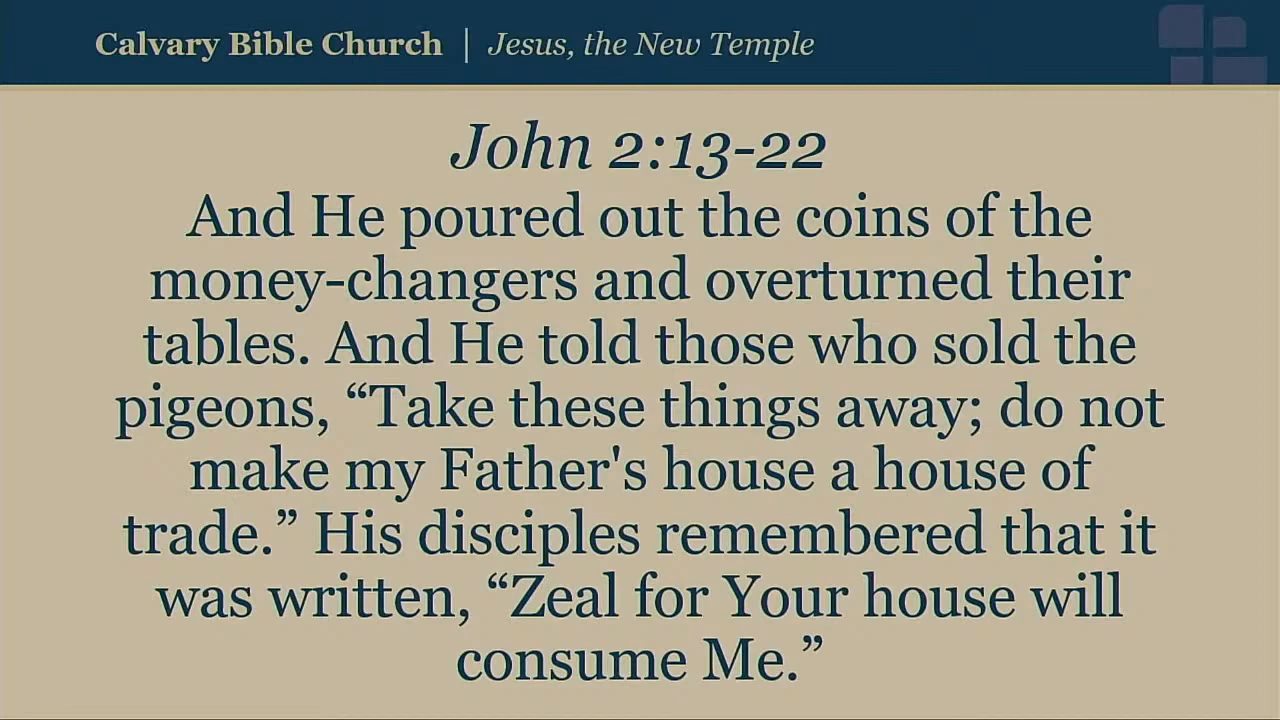 Calvary Bible Church | Jesus, the New Temple
John 2:13-22
And He poured out the coins of the
money-changers and overturned their
tables. And He told those who sold the
pigeons, “Take these things away; do not
make my Father's house a house of
trade.” His disciples remembered that it
was written, “Zeal for Your house will
consume Me.”